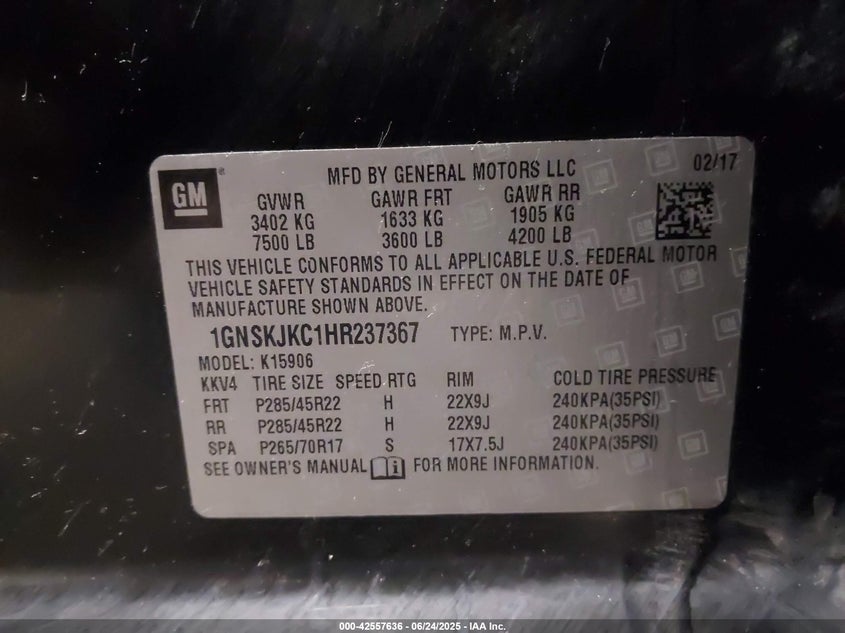 GM
MFD BY GENERAL MOTORS LLC 02/17
GVWR GAWR FRT GAWR RR
3402 KG 1633 KG 1905 KG
7500 LB 3600 LB 4200 LB
THIS VEHICLE CONFORMS TO ALL APPLICABLE U.S. FEDERAL MOTOR
VEHICLE SAFETY STANDARDS IN EFFECT ON THE DATE OF
MANUFACTURE SHOWN ABOVE.
1GNSKJKC1HR237367 TYPE: M.P.V.
MODEL: K15906
KKV4 TIRE SIZE SPEED RTG RIM COLD TIRE PRESSURE
FRT P285/45R22 H 22X9J 240KPA(35PSI)
RR P285/45R22 H 22X9J 240KPA(35PSI)
SPA P265/70R17 S 17X7.5J 240KPA(35PSI)
SEE OWNER'S MANUAL FOR MORE INFORMATION.
000-42557636 - 06/24/2025 - IAA Inc.